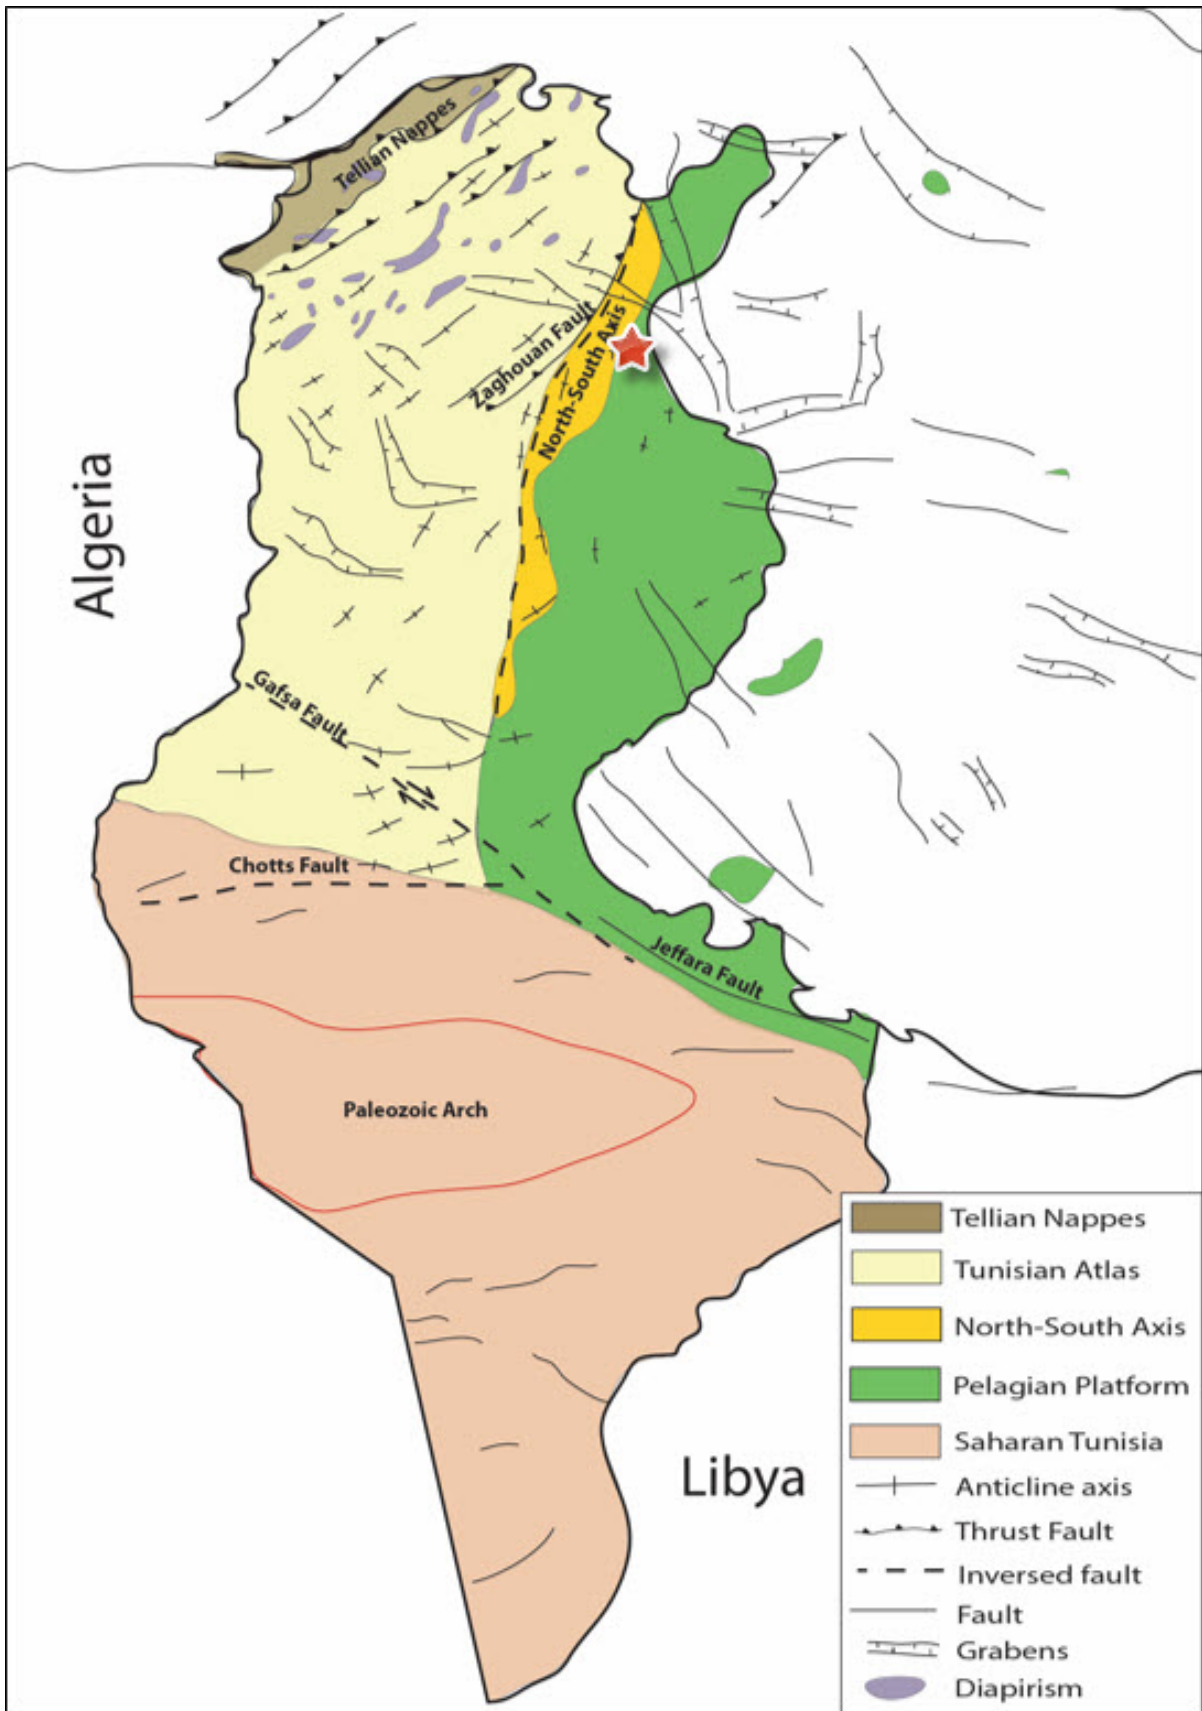 Tellian Nappes
Zaghouan Fault
North-South Axis
Algeria
Gafsa Fault
Chotts Fault
Jeffara Fault
Paleozoic Arch
Libya
Tellian Nappes
Tunisian Atlas
North-South Axis
Pelagian Platform
Saharan Tunisia
Anticline axis
Thrust Fault
Inversed fault
Fault
Grabens
Diapirism